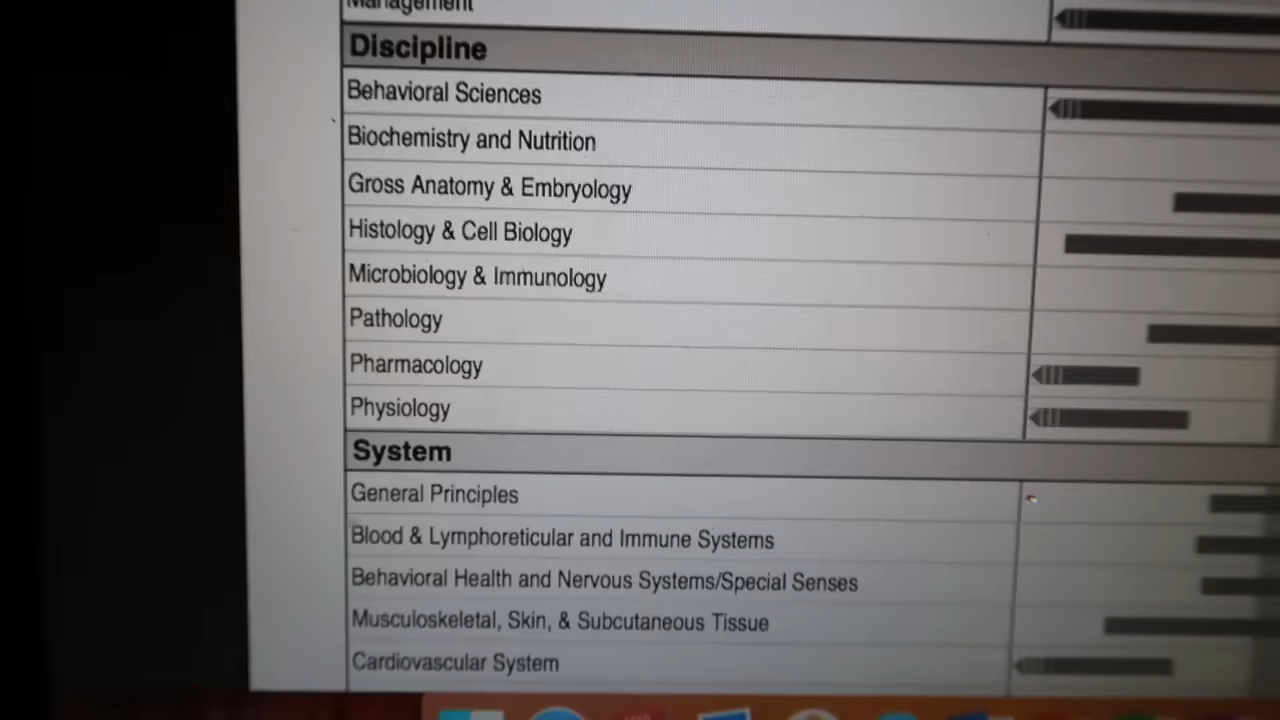 Management
Discipline
Behavioral Sciences
Biochemistry and Nutrition
Gross Anatomy & Embryology
Histology & Cell Biology
Microbiology & Immunology
Pathology
Pharmacology
Physiology
System
General Principles
Blood & Lymphoreticular and Immune Systems
Behavioral Health and Nervous Systems/Special Senses
Musculoskeletal, Skin, & Subcutaneous Tissue
Cardiovascular System